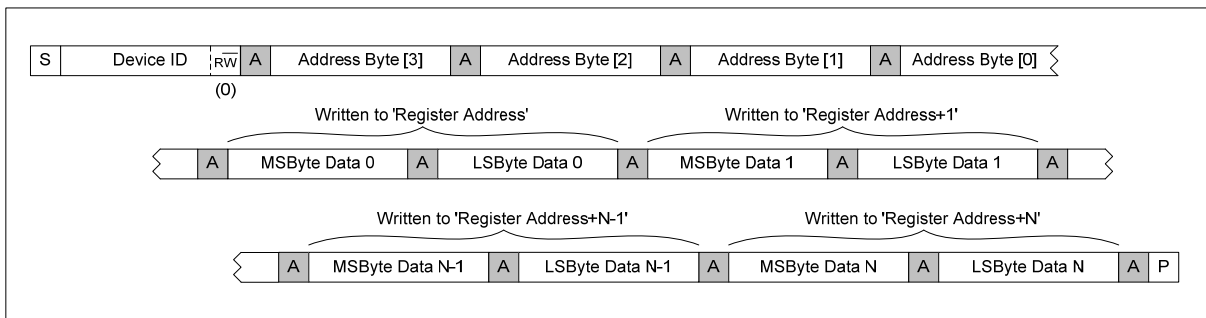 S Device ID RW A Address Byte [3] A Address Byte [2] A Address Byte [1] A Address Byte [0]
(0)
Written to 'Register Address' Written to 'Register Address+1'
A MSByte Data 0 A LSByte Data 0 A MSByte Data 1 A LSByte Data 1 A
Written to 'Register Address+N-1' Written to 'Register Address+N'
A MSByte Data N-1 A LSByte Data N-1 A MSByte Data N A LSByte Data N A P